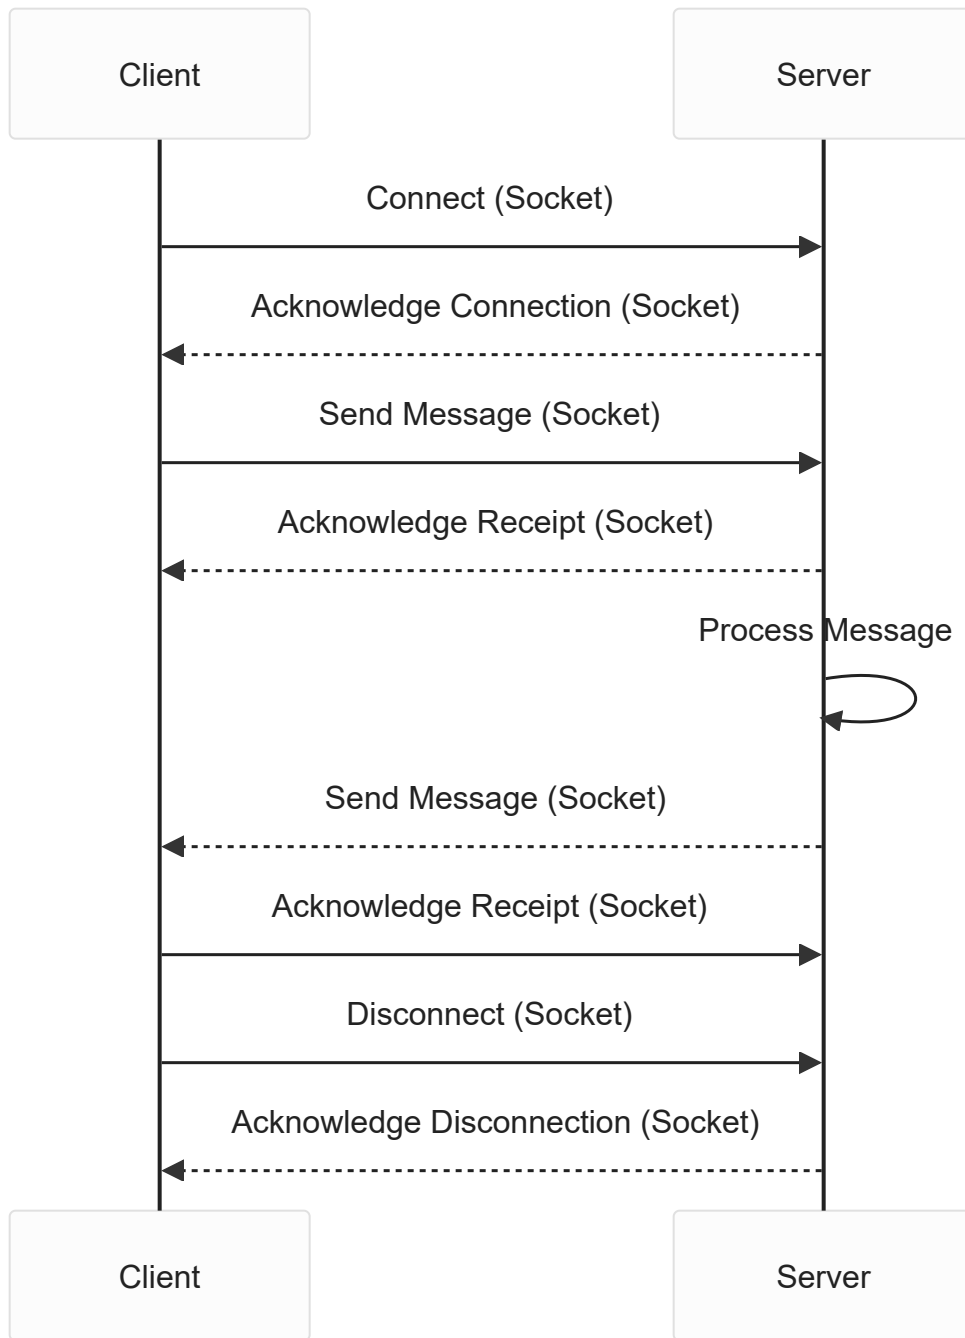 Client
Server
Connect (Socket)
Acknowledge Connection (Socket)
Send Message (Socket)
Acknowledge Receipt (Socket)
Process Message
Send Message (Socket)
Acknowledge Receipt (Socket)
Disconnect (Socket)
Acknowledge Disconnection (Socket)
Client
Server